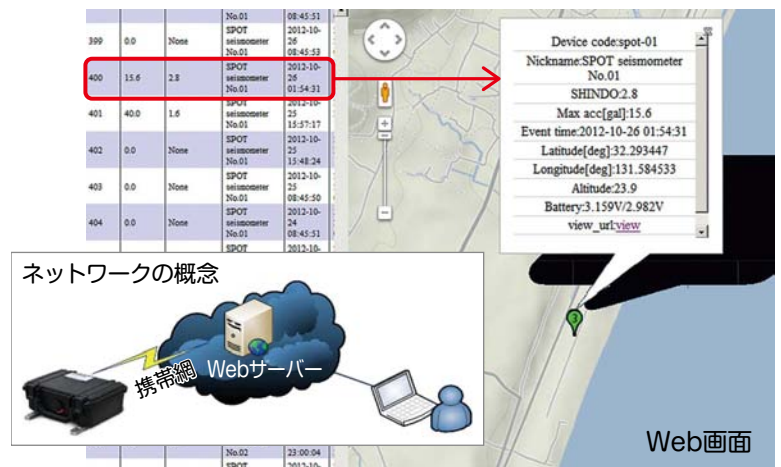 No.01 08:45:51
399 0.0 None SPOT seismometer No.01 2012-10-26 08:45:53
400 15.6 2.8 SPOT seismometer No.01 2012-10-26 01:54:31
401 40.0 1.6 SPOT seismometer No.01 2012-10-25 15:57:17
402 0.0 None SPOT seismometer No.01 2012-10-25 15:48:24
403 0.0 None SPOT seismometer No.01 2012-10-25 08:45:50
404 0.0 None SPOT seismometer No.01 2012-10-24 08:45:51
SPOT 2012-10-
Device code:spot-01
Nickname:SPOT seismometer
No.01
SHINDO:2.8
Max acc[gal]:15.6
Event time:2012-10-26 01:54:31
Latitude[deg]:32.293447
Longitude[deg]:131.584533
Altitude:23.9
Battery:3.159V/2.982V
view_url:view
3
ネットワークの概念
携帯網
Webサーバー
No.02 23:00:04
SPOT 2012-10-
Web画面